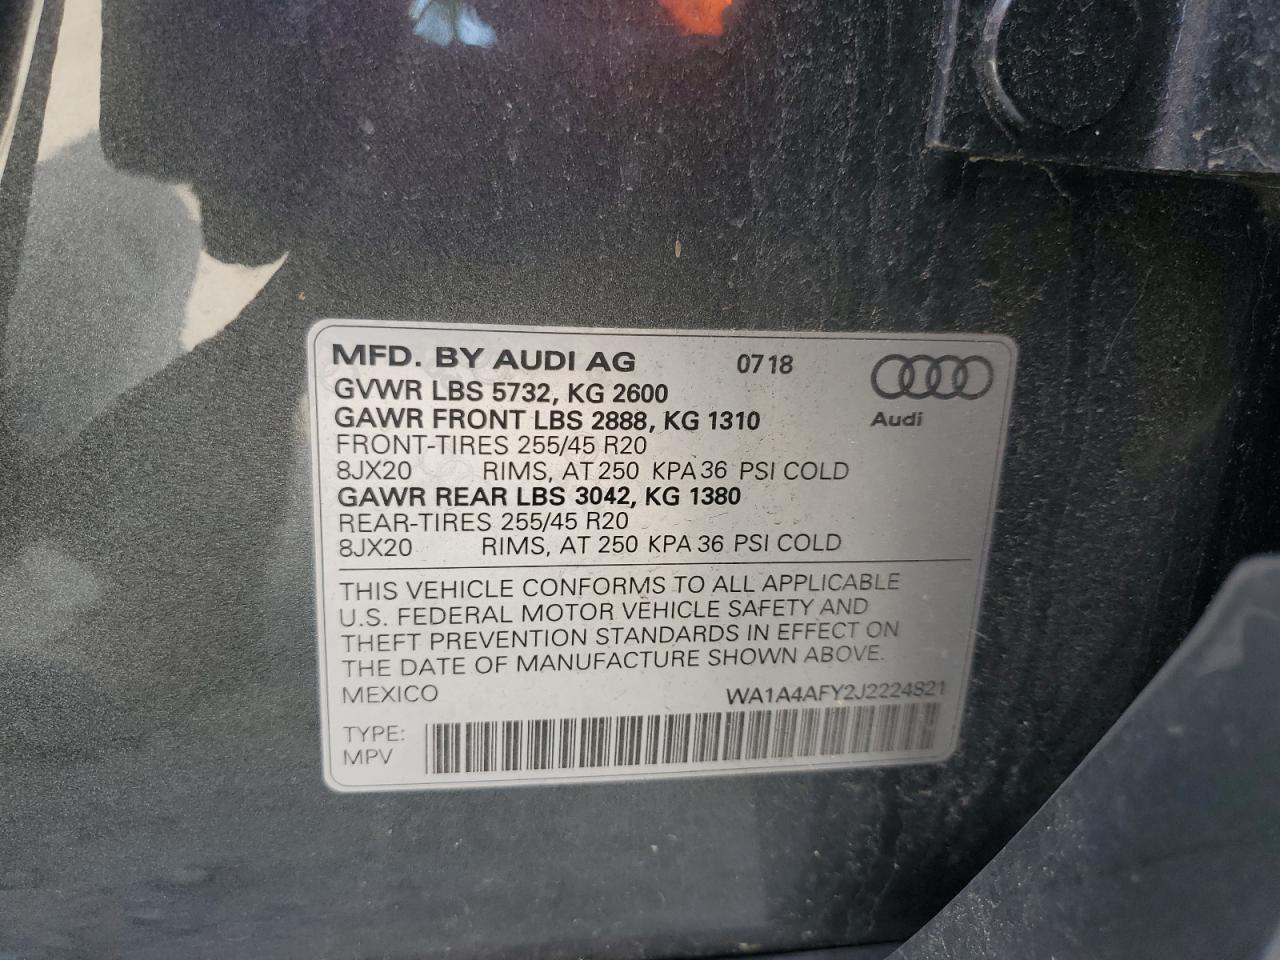 MFD. BY AUDI AG 0718
GVWR LBS 5732, KG 2600
GAWR FRONT LBS 2888, KG 1310
Audi
FRONT-TIRES 255/45 R20
8JX20 RIMS, AT 250 KPA 36 PSI COLD
GAWR REAR LBS 3042, KG 1380
REAR-TIRES 255/45 R20
8JX20 RIMS, AT 250 KPA 36 PSI COLD
THIS VEHICLE CONFORMS TO ALL APPLICABLE
U.S. FEDERAL MOTOR VEHICLE SAFETY AND
THEFT PREVENTION STANDARDS IN EFFECT ON
THE DATE OF MANUFACTURE SHOWN ABOVE.
MEXICO WA1A4AFY2J2224821
TYPE:
MPV